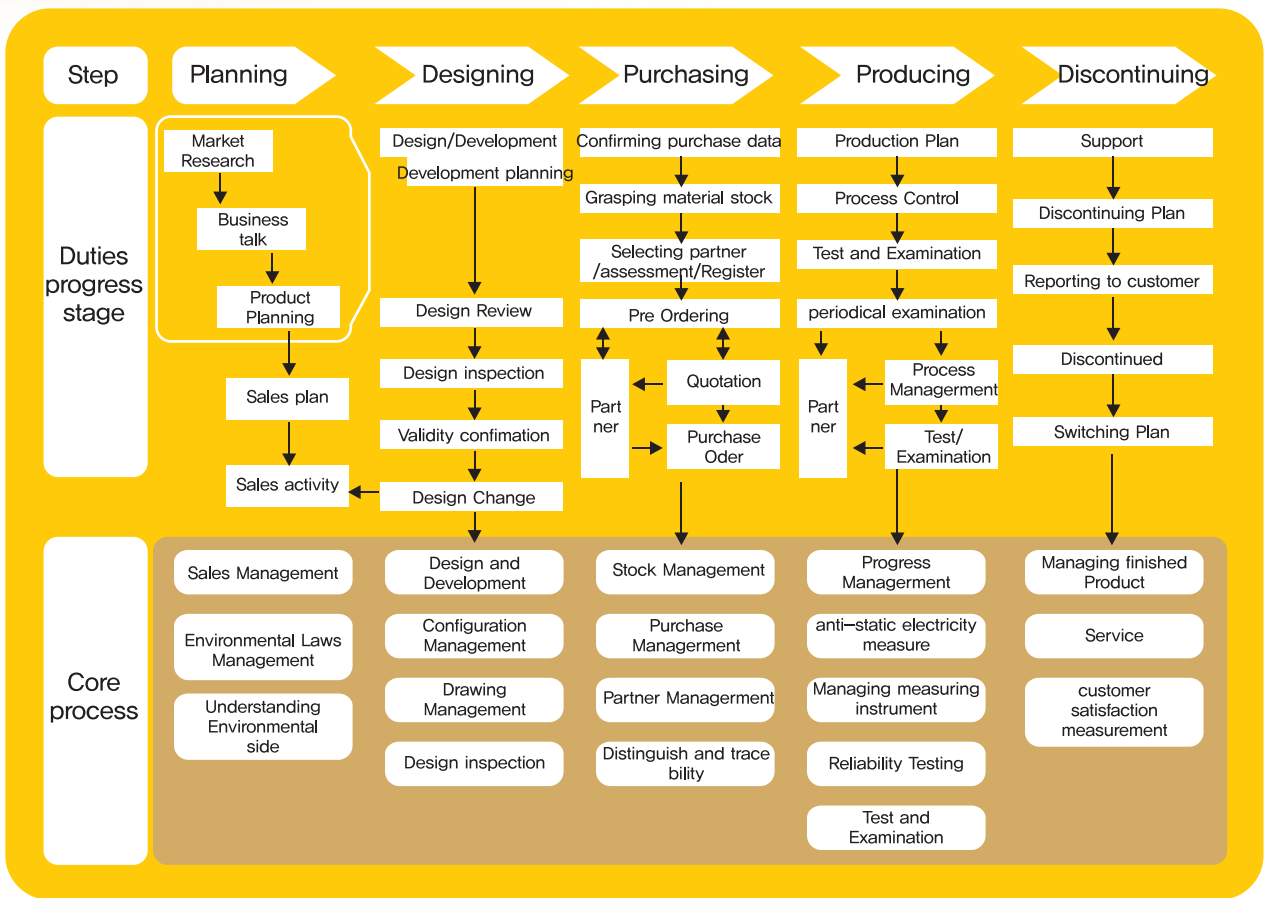 Step
Planning
Designing
Purchasing
Producing
Discontinuing
Duties
progress
stage
Market
Research
Business
talk
Product
Planning
Sales plan
Sales activity
Design/Development
Development planning
Design Review
Design inspection
Validity confimation
Design Change
Confirming purchase data
Grasping material stock
Selecting partner
/assessment/Register
Pre Ordering
Part
ner
Quotation
Purchase
Oder
Production Plan
Process Control
Test and Examination
periodical examination
Part
ner
Process
Management
Test/
Examination
Support
Discontinuing Plan
Reporting to customer
Discontinued
Switching Plan
Core
process
Sales Management
Environmental Laws
Management
Understanding
Environmental
side
Design and
Development
Configuration
Management
Drawing
Management
Design inspection
Stock Management
Purchase
Managerment
Partner Managerment
Distinguish and trace
bility
Progress
Managerment
anti-static electricity
measure
Managing measuring
instrument
Reliability Testing
Test and
Examination
Managing finished
Product
Service
customer
satisfaction
measurement